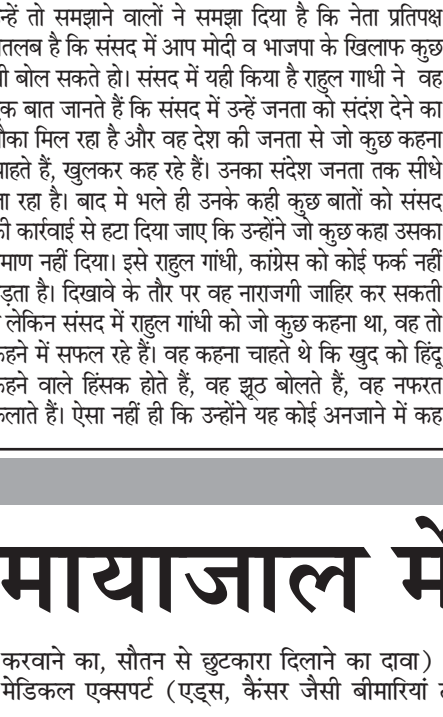 न्हें तो समझाने वालों ने समझा दिया है कि नेता प्रतिपक्ष
तलब है कि संसद में आप मोदी व भाजपा के खिलाफ कुछ
ी बोल सकते हो। संसद में यही किया है राहुल गाधी ने वह
क बात जानते हैं कि संसद में उन्हें जनता को संदंश देने का
ौका मिल रहा है और वह देश की जनता से जो कुछ कहना
ाहते हैं, खुलकर कह रहे हैं। उनका संदेश जनता तक सीधे
ा रहा है। बाद मे भले ही उनके कही कुछ बातों को संसद
ी कार्रवाई से हटा दिया जाए कि उन्होंने जो कुछ कहा उसका
माण नहीं दिया। इसे राहुल गांधी, कांग्रेस को कोई फर्क नहीं
ड़ता है। दिखावे के तौर पर वह नाराजगी जाहिर कर सकती
लेकिन संसद में राहुल गांधी को जो कुछ कहना था, वह तो
कहने में सफल रहे हैं। वह कहना चाहते थे कि खुद को हिंदू
कहने वाले हिंसक होते हैं, वह झूठ बोलते हैं, वह नफरत
लाते हैं। ऐसा नहीं ही कि उन्होंने यह कोई अनजाने में कह
मायाजाल में
करवाने का, सौतन से छुटकारा दिलाने का दावा)
मेडिकल एक्सपर्ट (एड्स, कैंसर जैसी बीमारियां